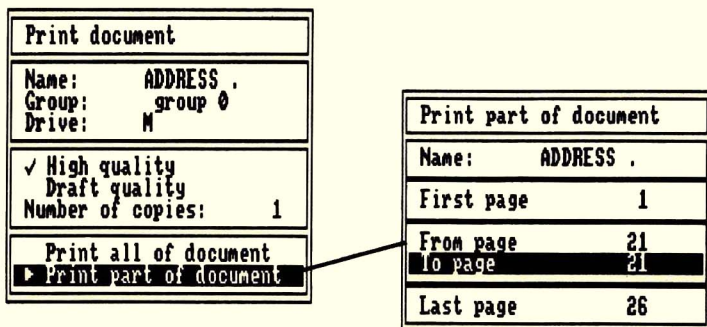 Print document
Name: ADDRESS .
Group: group 0
Drive: M
✓ High quality
Draft quality
Number of copies: 1
Print all of document
▶ Print part of document
Print part of document
Name: ADDRESS .
First page 1
From page 21
To page 21
Last page 26